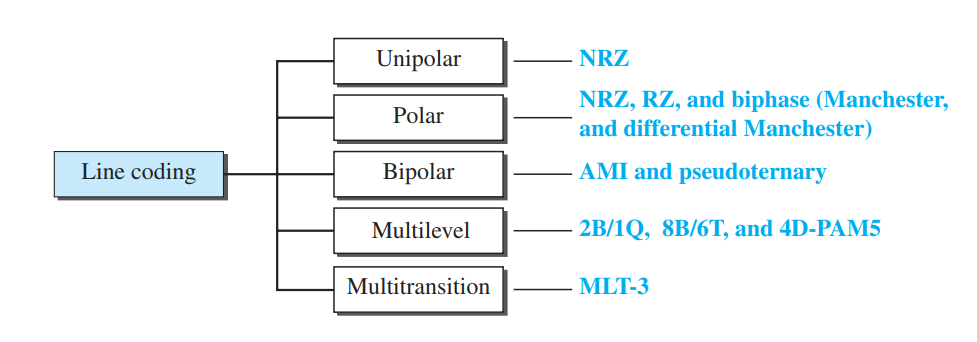 Unipolar NRZ
Polar NRZ, RZ, and biphase (Manchester,
and differential Manchester)
Line coding Bipolar AMI and pseudoternary
Multilevel 2B/1Q, 8B/6T, and 4D-PAM5
Multitransition MLT-3